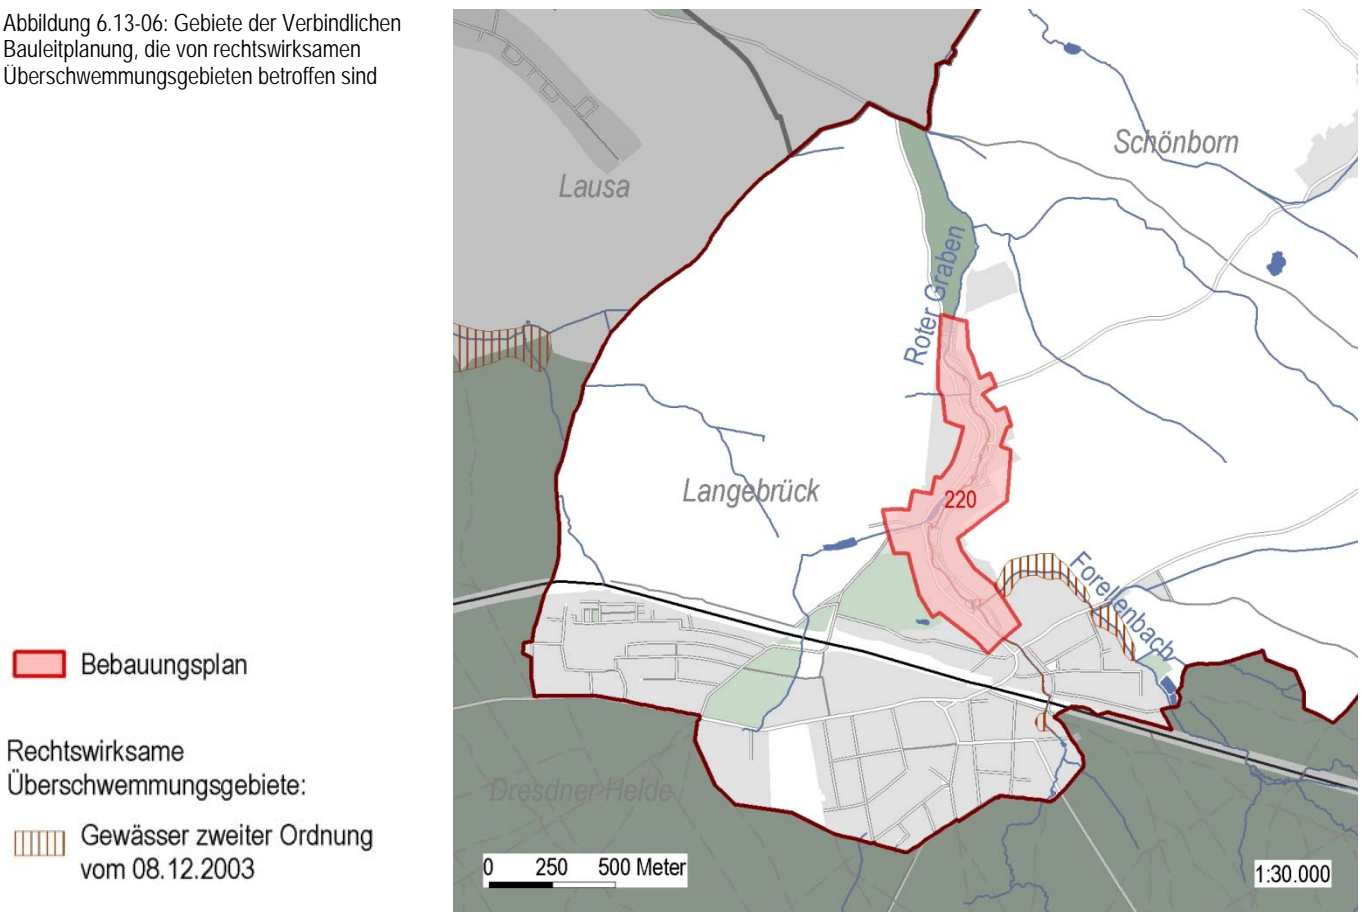 Abbildung 6.13-06: Gebiete der Verbindlichen
Bauleitplanung, die von rechtswirksamen
Überschwemmungsgebieten betroffen sind
Schönborn
Lausa
Roter Graben
Langebrück
220
Forellenbach
Dresdner Heide
Bebauungsplan
Rechtswirksame
Überschwemmungsgebiete:
Gewässer zweiter Ordnung
vom 08.12.2003
0 250 500 Meter
1:30.000